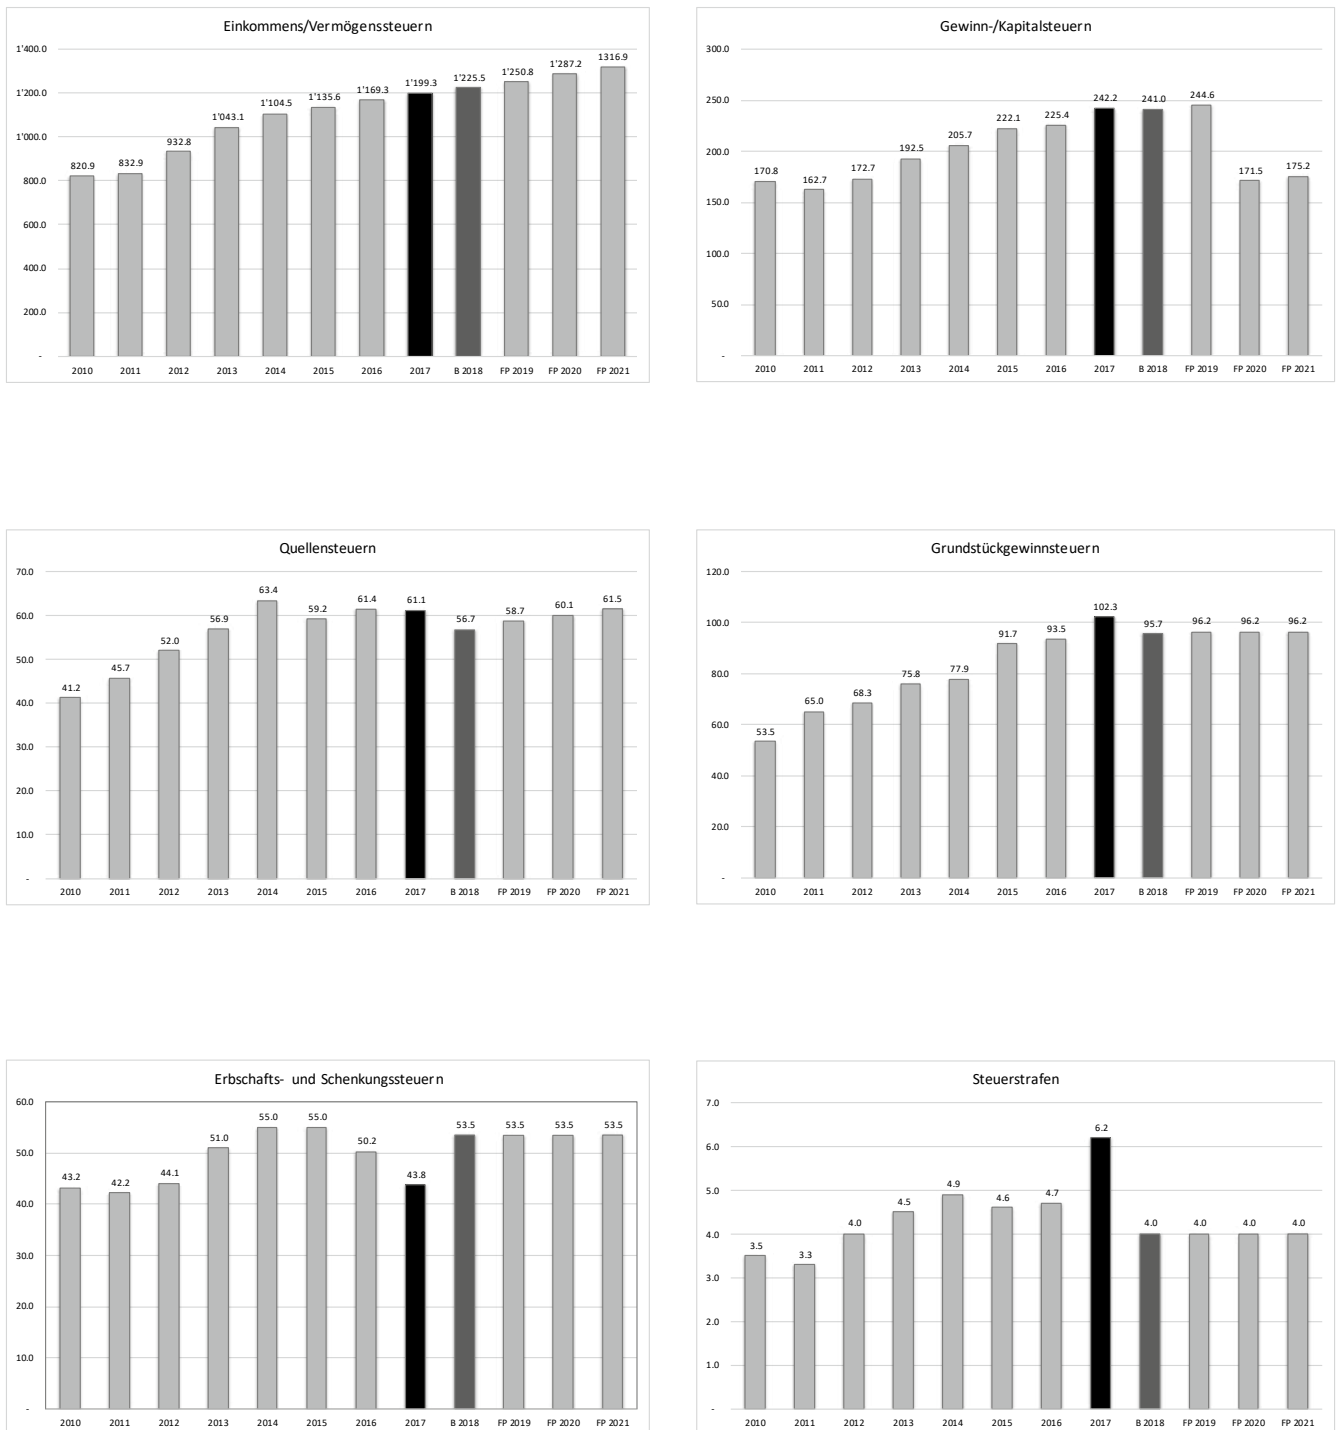 Einkommens/Vermögenssteuern
1'400.0
1'200.0
1'000.0
800.0
600.0
400.0
200.0
-
820.9 832.9 932.8 1'043.1 1'104.5 1'135.6 1'169.3 1'199.3 1'225.5 1'250.8 1'287.2 1316.9
2010 2011 2012 2013 2014 2015 2016 2017 B 2018 FP 2019 FP 2020 FP 2021
Gewinn-/Kapitalsteuern
300.0
250.0
200.0
150.0
100.0
50.0
-
170.8 162.7 172.7 192.5 205.7 222.1 225.4 242.2 241.0 244.6 171.5 175.2
2010 2011 2012 2013 2014 2015 2016 2017 B 2018 FP 2019 FP 2020 FP 2021
Quellensteuern
70.0
60.0
50.0
40.0
30.0
20.0
10.0
-
41.2 45.7 52.0 56.9 63.4 59.2 61.4 61.1 56.7 58.7 60.1 61.5
2010 2011 2012 2013 2014 2015 2016 2017 B 2018 FP 2019 FP 2020 FP 2021
Grundstückgewinnsteuern
120.0
100.0
80.0
60.0
40.0
20.0
-
53.5 65.0 68.3 75.8 77.9 91.7 93.5 102.3 95.7 96.2 96.2 96.2
2010 2011 2012 2013 2014 2015 2016 2017 B 2018 FP 2019 FP 2020 FP 2021
Erbschafts- und Schenkungssteuern
60.0
50.0
40.0
30.0
20.0
10.0
-
43.2 42.2 44.1 51.0 55.0 55.0 50.2 43.8 53.5 53.5 53.5 53.5
2010 2011 2012 2013 2014 2015 2016 2017 B 2018 FP 2019 FP 2020 FP 2021
Steuerstrafen
7.0
6.0
5.0
4.0
3.0
2.0
1.0
-
3.5 3.3 4.0 4.5 4.9 4.6 4.7 6.2 4.0 4.0 4.0 4.0
2010 2011 2012 2013 2014 2015 2016 2017 B 2018 FP 2019 FP 2020 FP 2021